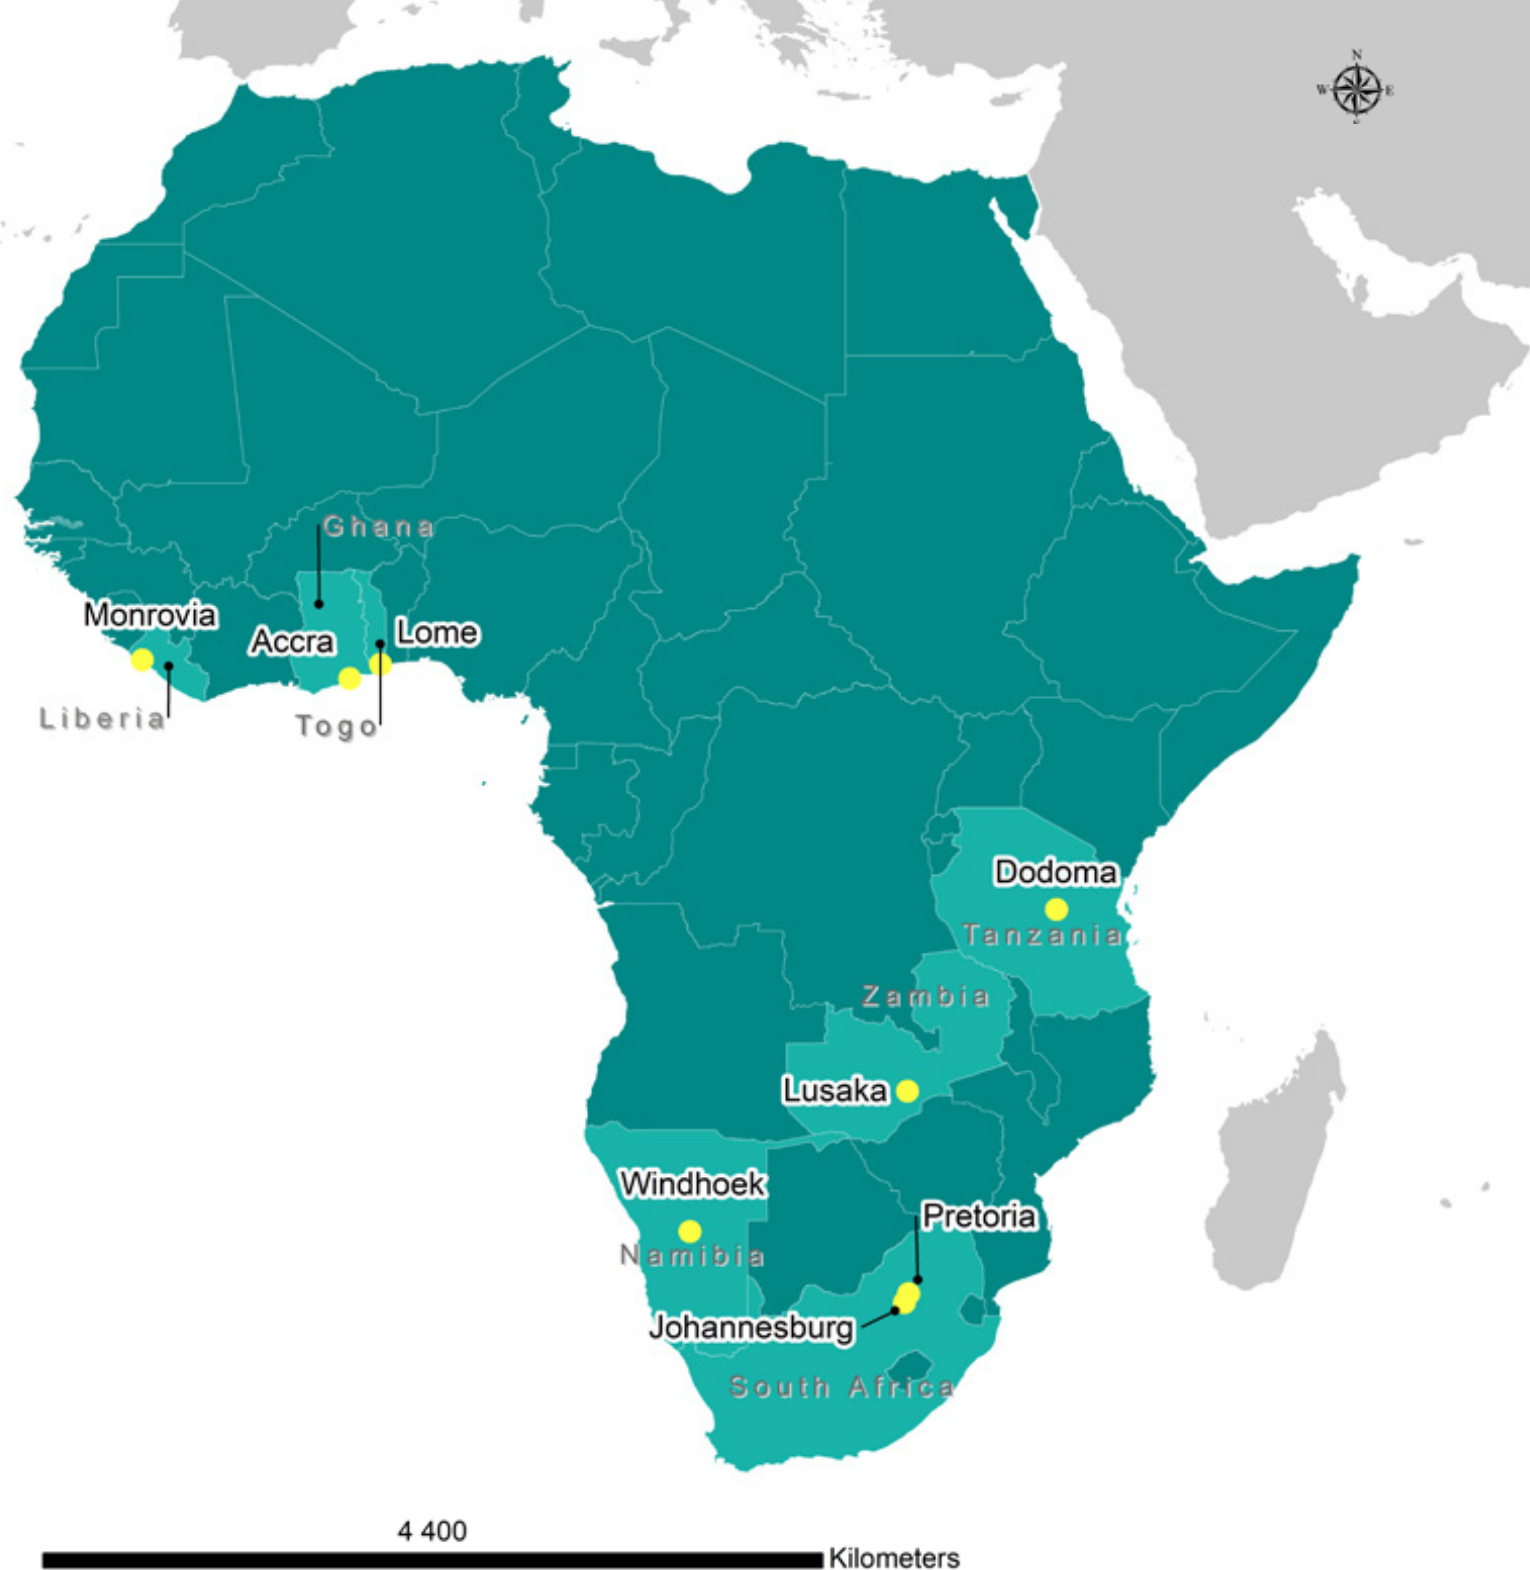 N
W
E
S
Ghana
Monrovia
Accra
Lome
Liberia
Togo
Dodoma
Tanzania
Zambia
Lusaka
Windhoek
Pretoria
Namibia
Johannesburg
South Africa
4 400
Kilometers